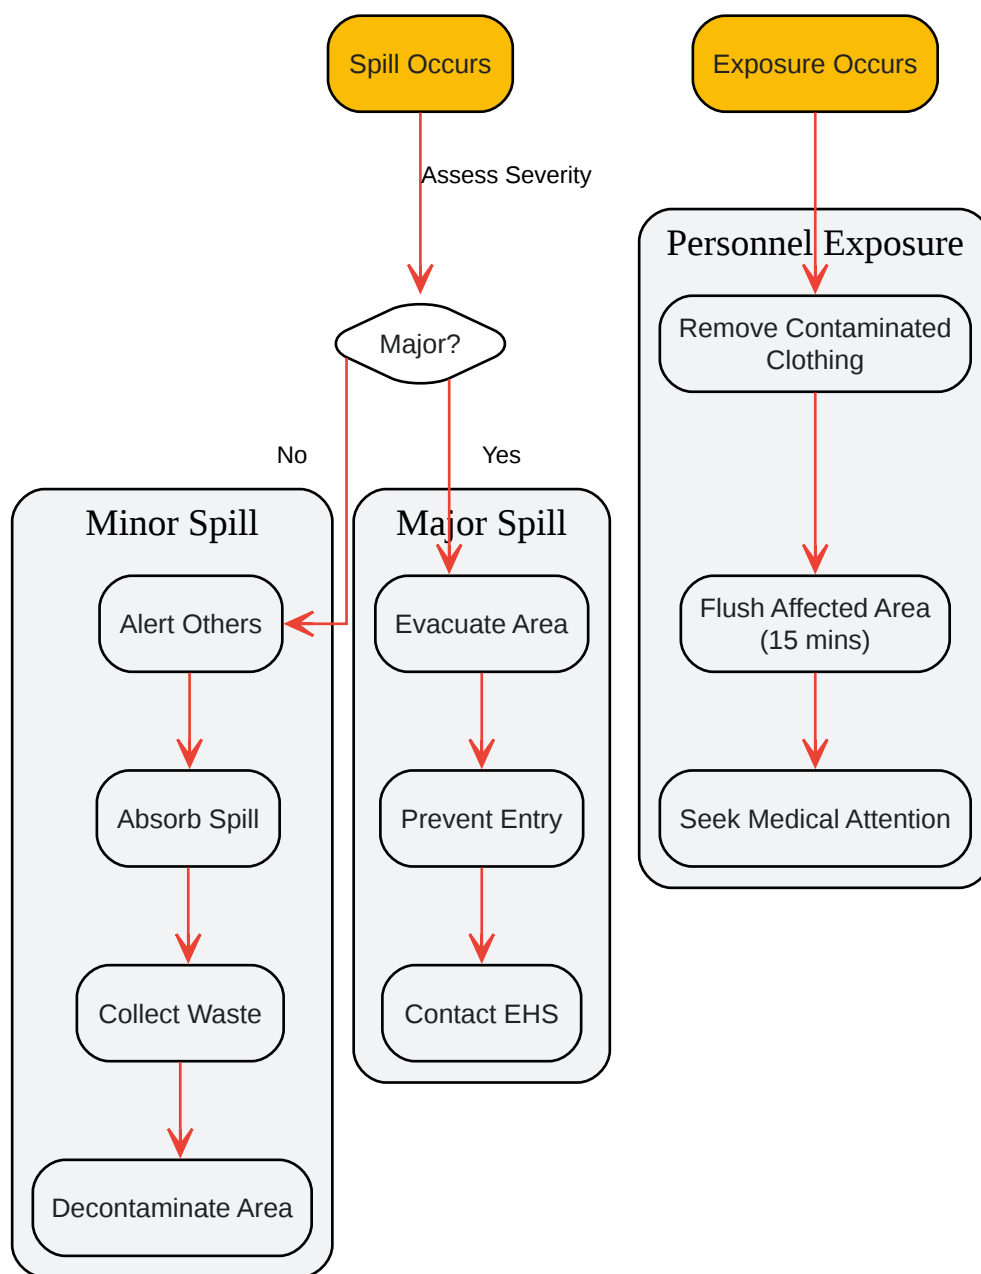 Spill Occurs
Exposure Occurs
Assess Severity
Personnel Exposure
Remove Contaminated
Clothing
Major?
No
Yes
Minor Spill
Major Spill
Alert Others
Evacuate Area
Flush Affected Area
(15 mins)
Absorb Spill
Prevent Entry
Seek Medical Attention
Collect Waste
Contact EHS
Decontaminate Area